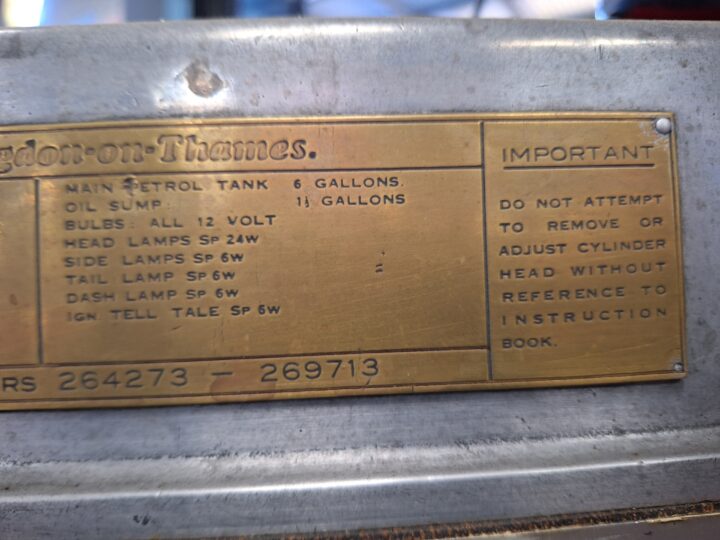 gdon-on-Thames.
MAIN PETROL TANK 6 GALLONS.
OIL SUMP 1½ GALLONS
BULBS: ALL 12 VOLT
HEAD LAMPS SP 24W
SIDE LAMPS SP 6W
TAIL LAMP SP 6W
DASH LAMP SP 6W
IGN TELL TALE SP 6W
RS 264273 - 269713
IMPORTANT
DO NOT ATTEMPT
TO REMOVE OR
ADJUST CYLINDER
HEAD WITHOUT
REFERENCE TO
INSTRUCTION
BOOK.